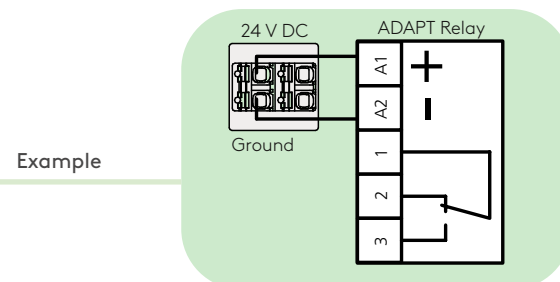 24 V DC
ADAPT Relay
A1
+
A2
-
Ground
1
Example
2
3